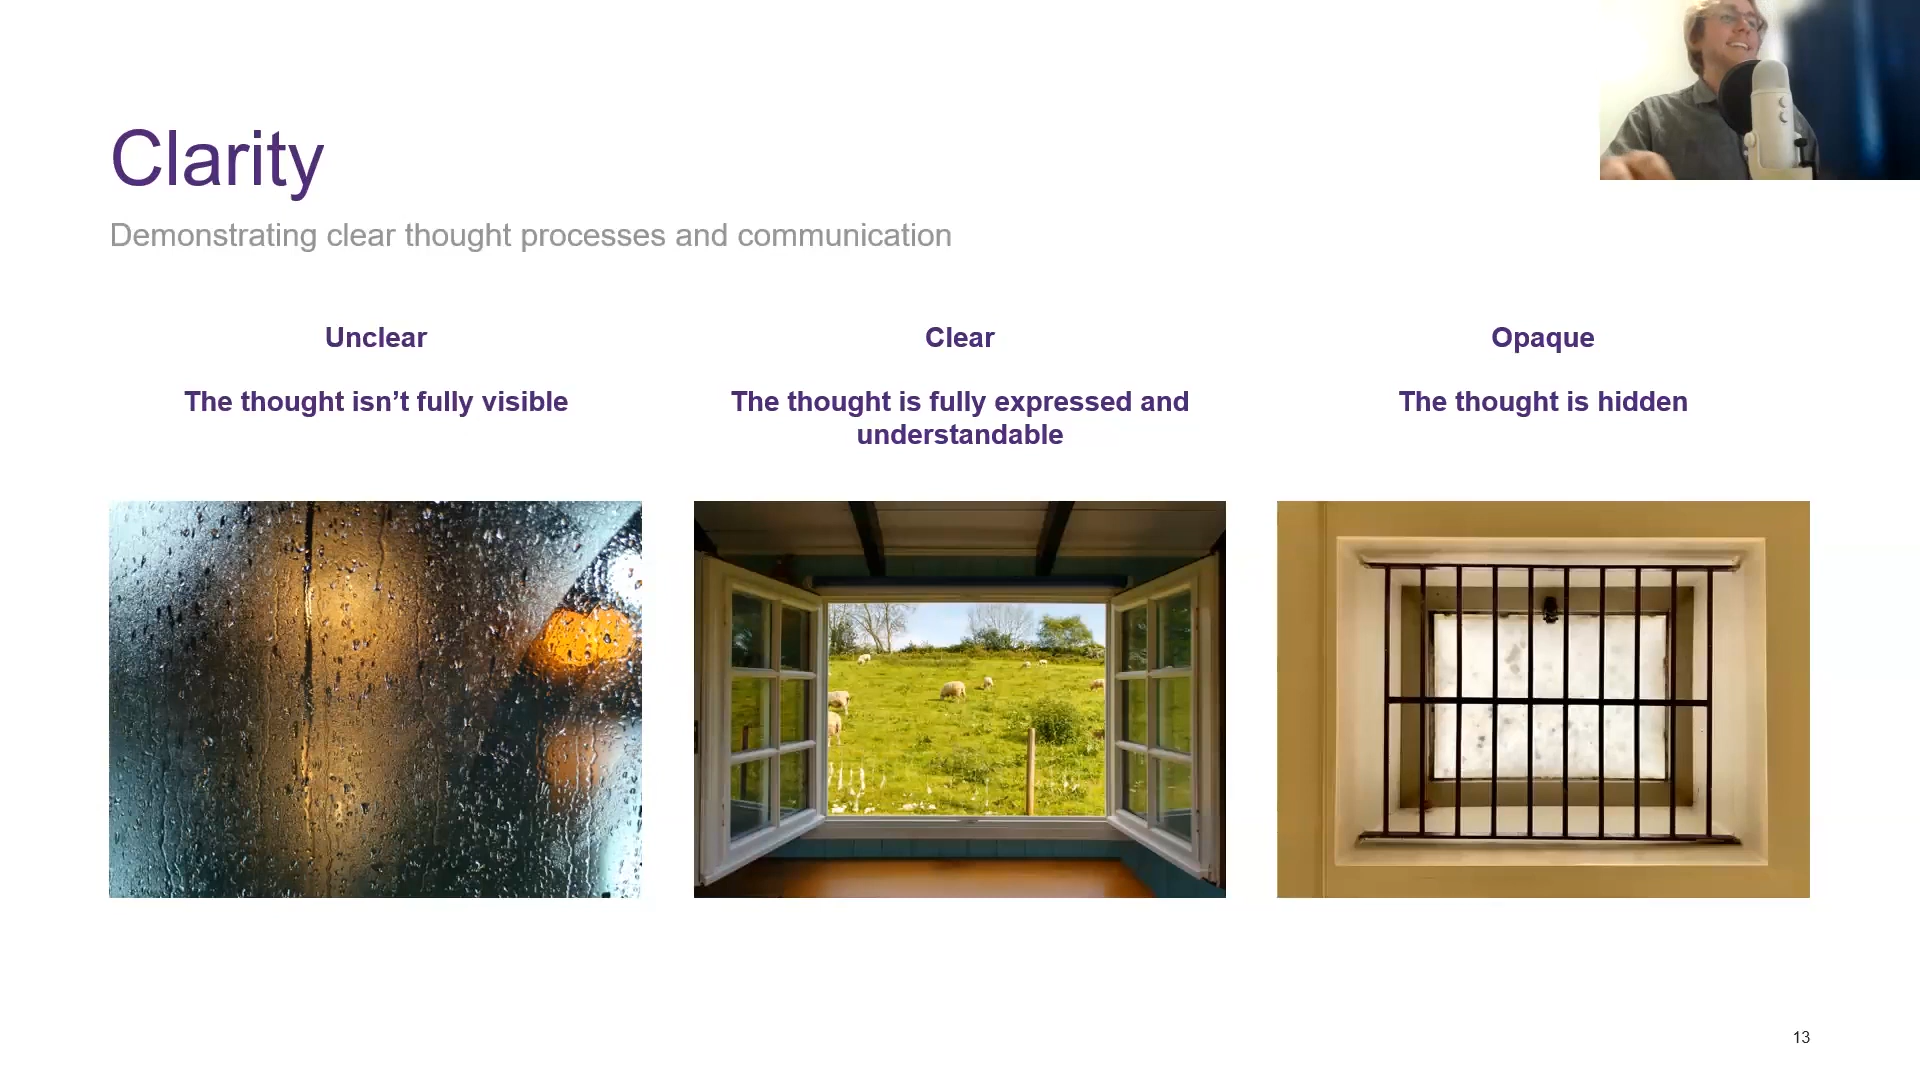 Clarity
Demonstrating clear thought processes and communication
Unclear
The thought isn’t fully visible
Clear
The thought is fully expressed and
understandable
Opaque
The thought is hidden
13